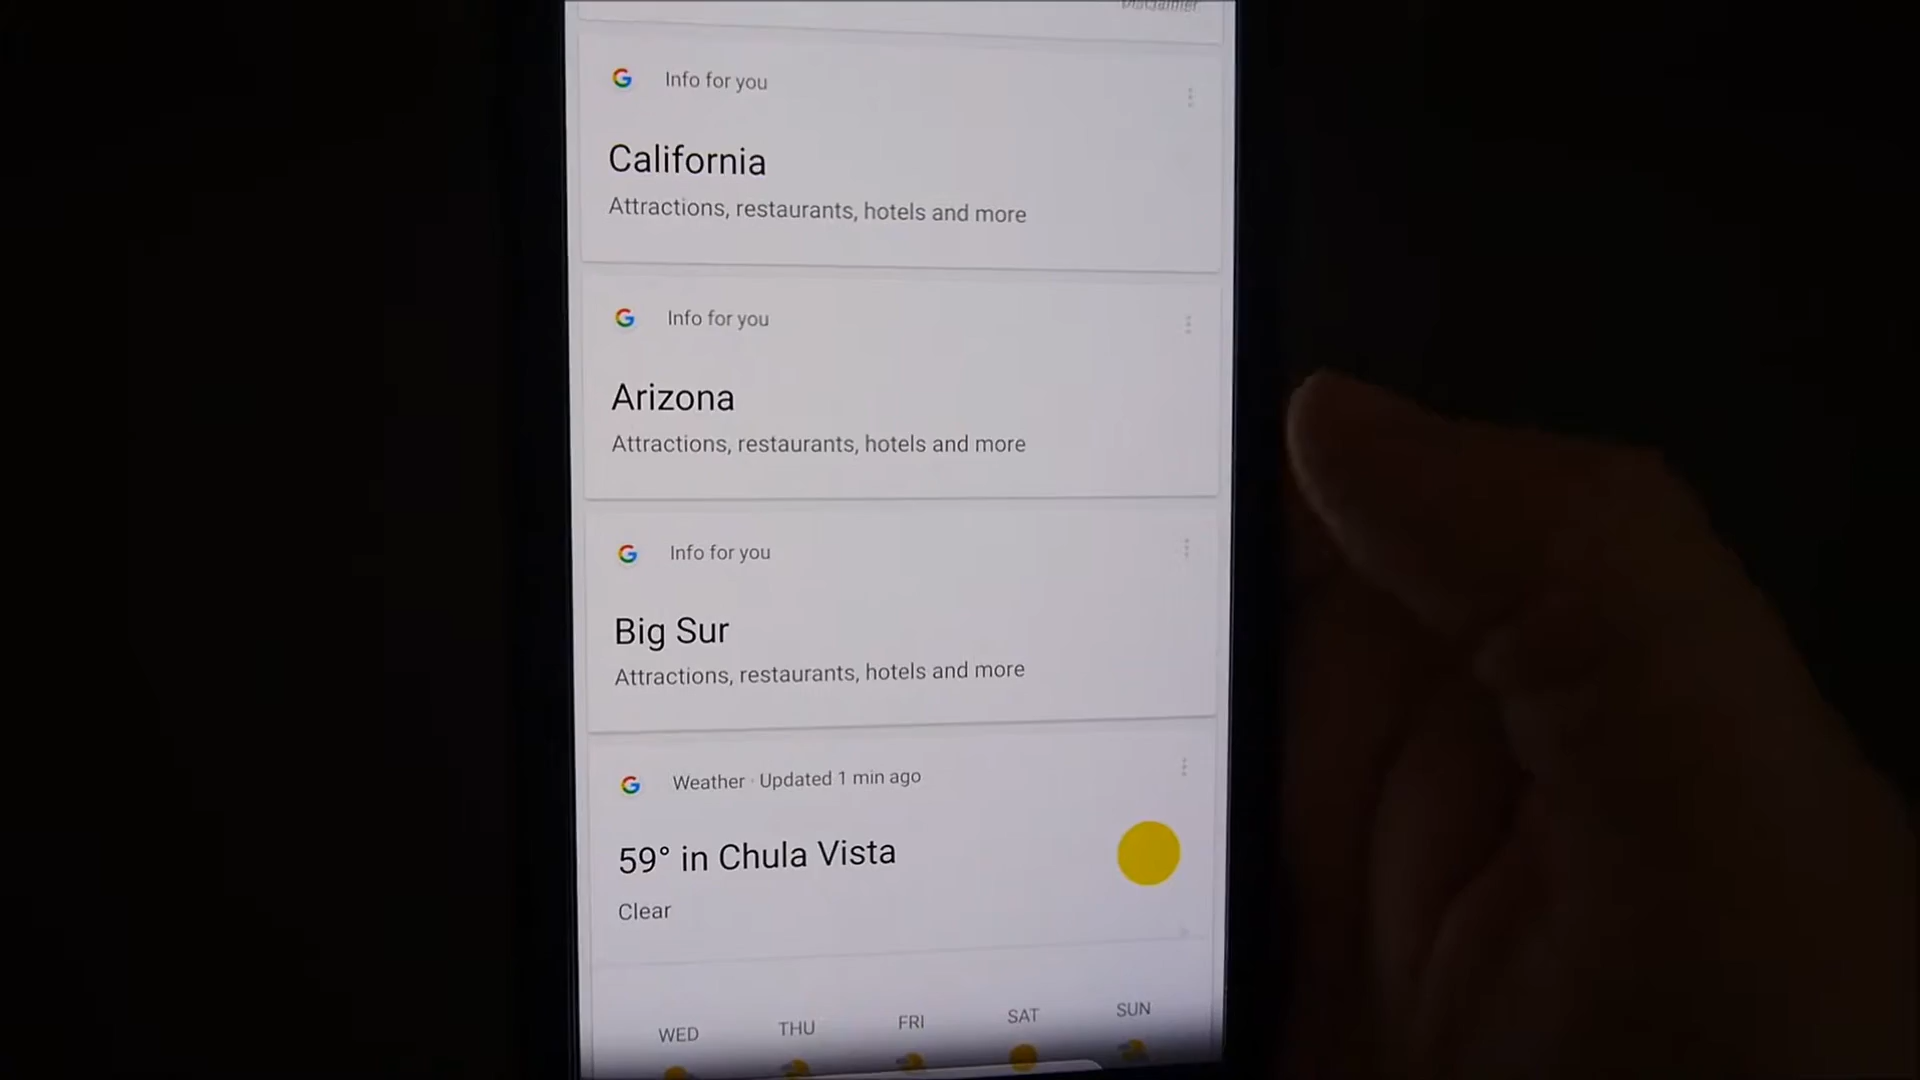 Disclaimer
Info for you
California
Attractions, restaurants, hotels and more
Info for you
Arizona
Attractions, restaurants, hotels and more
Info for you
Big Sur
Attractions, restaurants, hotels and more
Weather · Updated 1 min ago
59° in Chula Vista
Clear
WED THU FRI SAT SUN